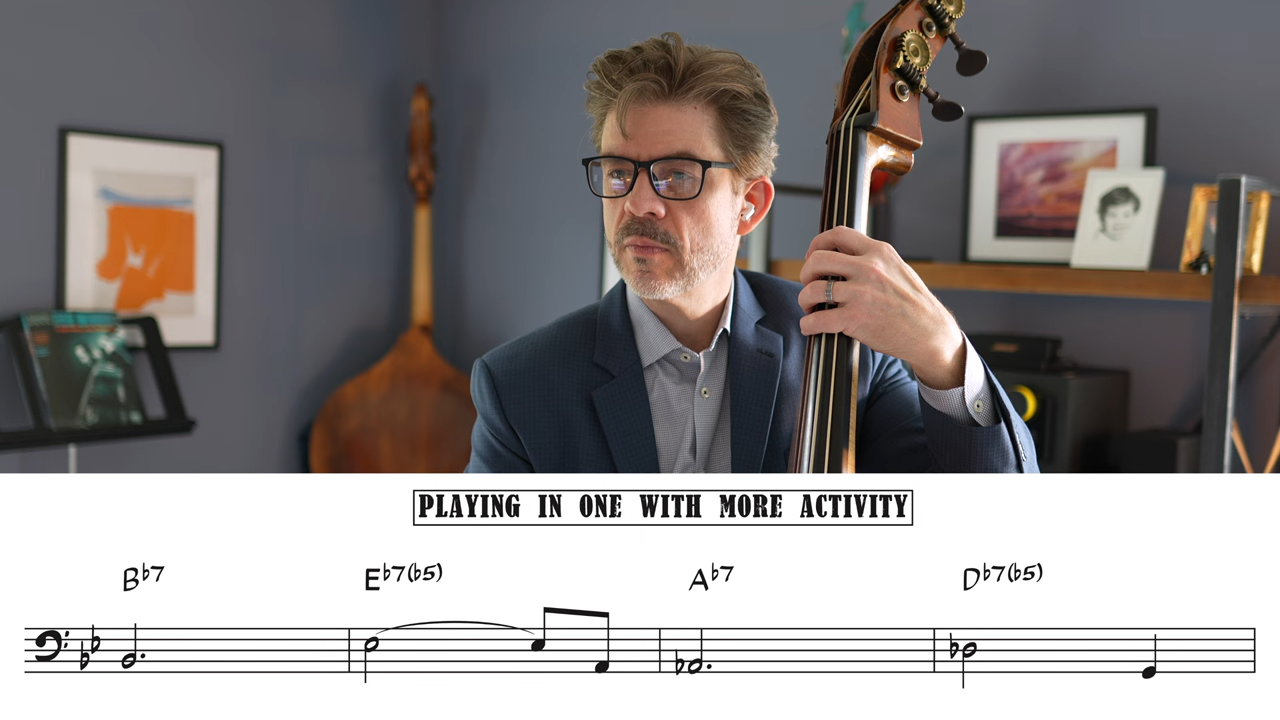 PLAYING IN ONE WITH MORE ACTIVITY
B♭7 E♭7(♭5) A♭7 D♭7(♭5)